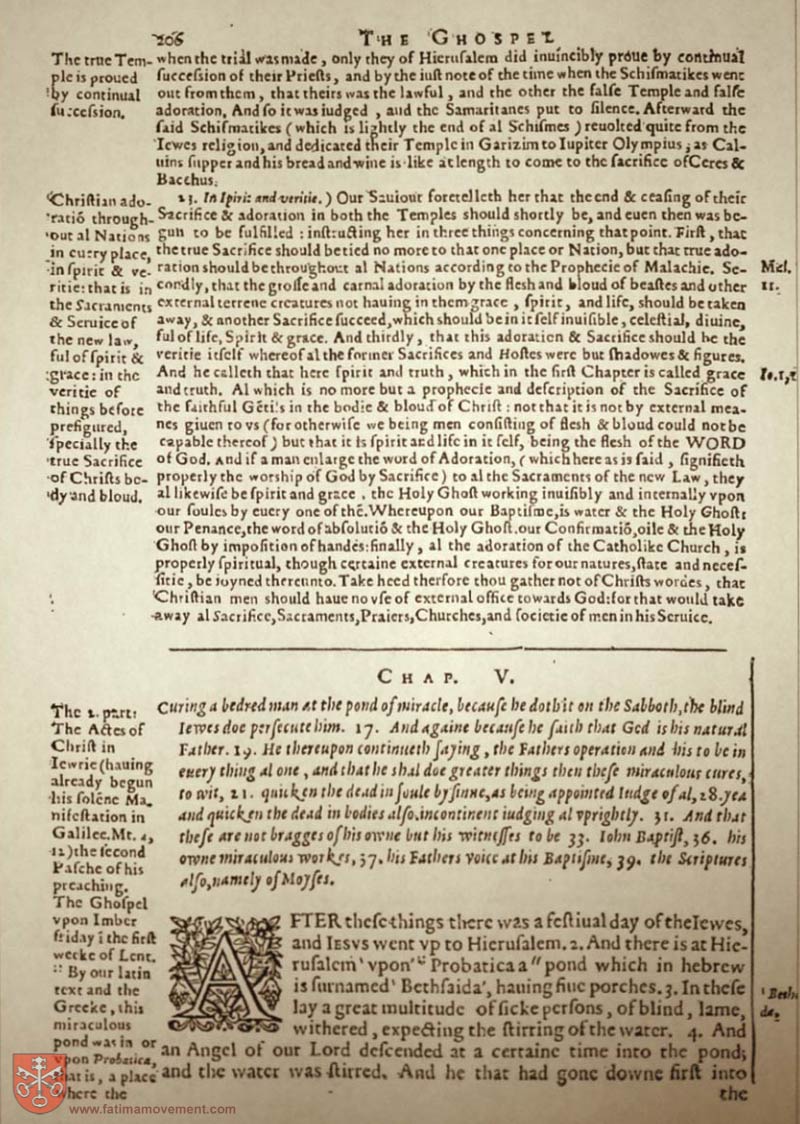 206
THE GHOSPEL
The true Tem-
ple is proued
by continual
succession.
when the trial was made, only they of Hierusalem did inuincibly proue by continual
succession of their Priests, and by the iust note of the time when the Schismatikes went
out from them, that theirs was the lawful, and the other the false Temple and false
adoration. And so it was iudged, and the Samaritanes put to silence. Afterward the
said Schismatikes (which is lightly the end of al Schismes) reuolted quite from the
Iewes religion, and dedicated their Temple in Garizim to Iupiter Olympius, as Cal-
uins supper and his bread and wine is like at length to come to the sacrifice of Ceres &
Bacchus.
Christian ado-
ratiō through-
out al Nations
in euery place,
in spirit & ve-
ritie: that is in
the Sacraments
& Seruice of
the new law,
ful of spirit &
grace: in the
veritie of
things before
prefigured,
specially the
true Sacrifice
of Christs bo-
dy and bloud.
23. In spirit and veritie.) Our Sauiour foretelleth her that the end & ceasing of their
Sacrifice & adoration in both the Temples should shortly be, and euen then was be-
gun to be fulfilled: instructing her in three things concerning that point. First, that
the true Sacrifice should be tied no more to that one place or Nation, but that true ado-
ration should be throughout al Nations according to the Prophecie of Malachie. Se-
condly, that the grosse and carnal adoration by the flesh and bloud of beastes and other
external terrene creatures not hauing in them grace, spirit, and life, should be taken
away, & another Sacrifice succeed, which should be in it self inuisible, celestial, diuine,
ful of life, Spirit & grace. And thirdly, that this adoration & Sacrifice should be the
veritie itself whereof al the former Sacrifices and Hostes were but shadowes & figures.
And he calleth that here spirit and truth, which in the first Chapter is called grace
and truth. Al which is no more but a prophecie and description of the Sacrifice of
the faithful Gētils in the bodie & bloud of Christ: not that it is not by external mea-
nes giuen to vs (for otherwise we being men consisting of flesh & bloud could not be
capable thereof) but that it is spirit and life in it self, being the flesh of the WORD
of God. And if a man enlarge the word of Adoration, (which here as is said, signifieth
properly the worship of God by Sacrifice) to al the Sacraments of the new Law, they
al likewise be spirit and grace, the Holy Ghost working inuisibly and internally vpon
our soules by euery one of thē. Whereupon our Baptisme, is water & the Holy Ghost:
our Penance, the word of absolutiō & the Holy Ghost. our Confirmatiō, oile & the Holy
Ghost by imposition of handes: finally, al the adoration of the Catholike Church, is
properly spiritual, though certaine external creatures for our natures, state and neces-
sitie, be ioyned thereunto. Take heed therfore thou gather not of Christs wordes, that
Christian men should haue no vse of external office towards God: for that would take
away al Sacrifice, Sacraments, Praiers, Churches, and societie of men in his Seruice.
Mal.
11.
Io. 1,
CHAP. V.
Curing a bedred man at the pond of miracle, because he doth it on the Sabboth, the blind
Iewes doe persecute him. 17. And againe because he saith that God is his natural
Father. 19. He thereupon continueth saying, the Fathers operation and his to be in
euery thing al one, and that he shal doe greater things then these miraculous cures,
to wit, 21. quicken the dead in soule by sinne, as being appointed Iudge of al, 28. yea
and quicken the dead in bodies also, incontinent iudging al vprightly. 31. And that
these are not bragges of his owne but his witnesses to be 33. Iohn Baptist, 36. his
owne miraculous workes, 37. his Fathers voice at his Baptisme, 39. the Scriptures
also, namely of Moyses.
The 2. part:
The Actes of
Christ in
Iewrie (hauing
already begun
his solēne Ma-
nifestation in
Galilee. Mt. 4,
12) the second
Pasche of his
preaching.
The Ghospel
vpon Imber
friday ī the first
weeke of Lent.
:: By our latin
text and the
Greeke, this
miraculous
pond was in or
vpon Probatica,
that is, a place
where the
AFTER these things there was a festiual day of the Iewes,
and IESVS went vp to Hierusalem. 2. And there is at Hie-
rusalem 'vpon' :: Probatica a " pond which in hebrew
is surnamed 'Bethsaida', hauing fiue porches. 3. In these
lay a great multitude of sicke persons, of blind, lame,
withered, expecting the stirring of the water. 4. And
an Angel of our Lord descended at a certaine time into the pond;
and the water was stirred. And he that had gone downe first into
the
www.fatimamovement.com